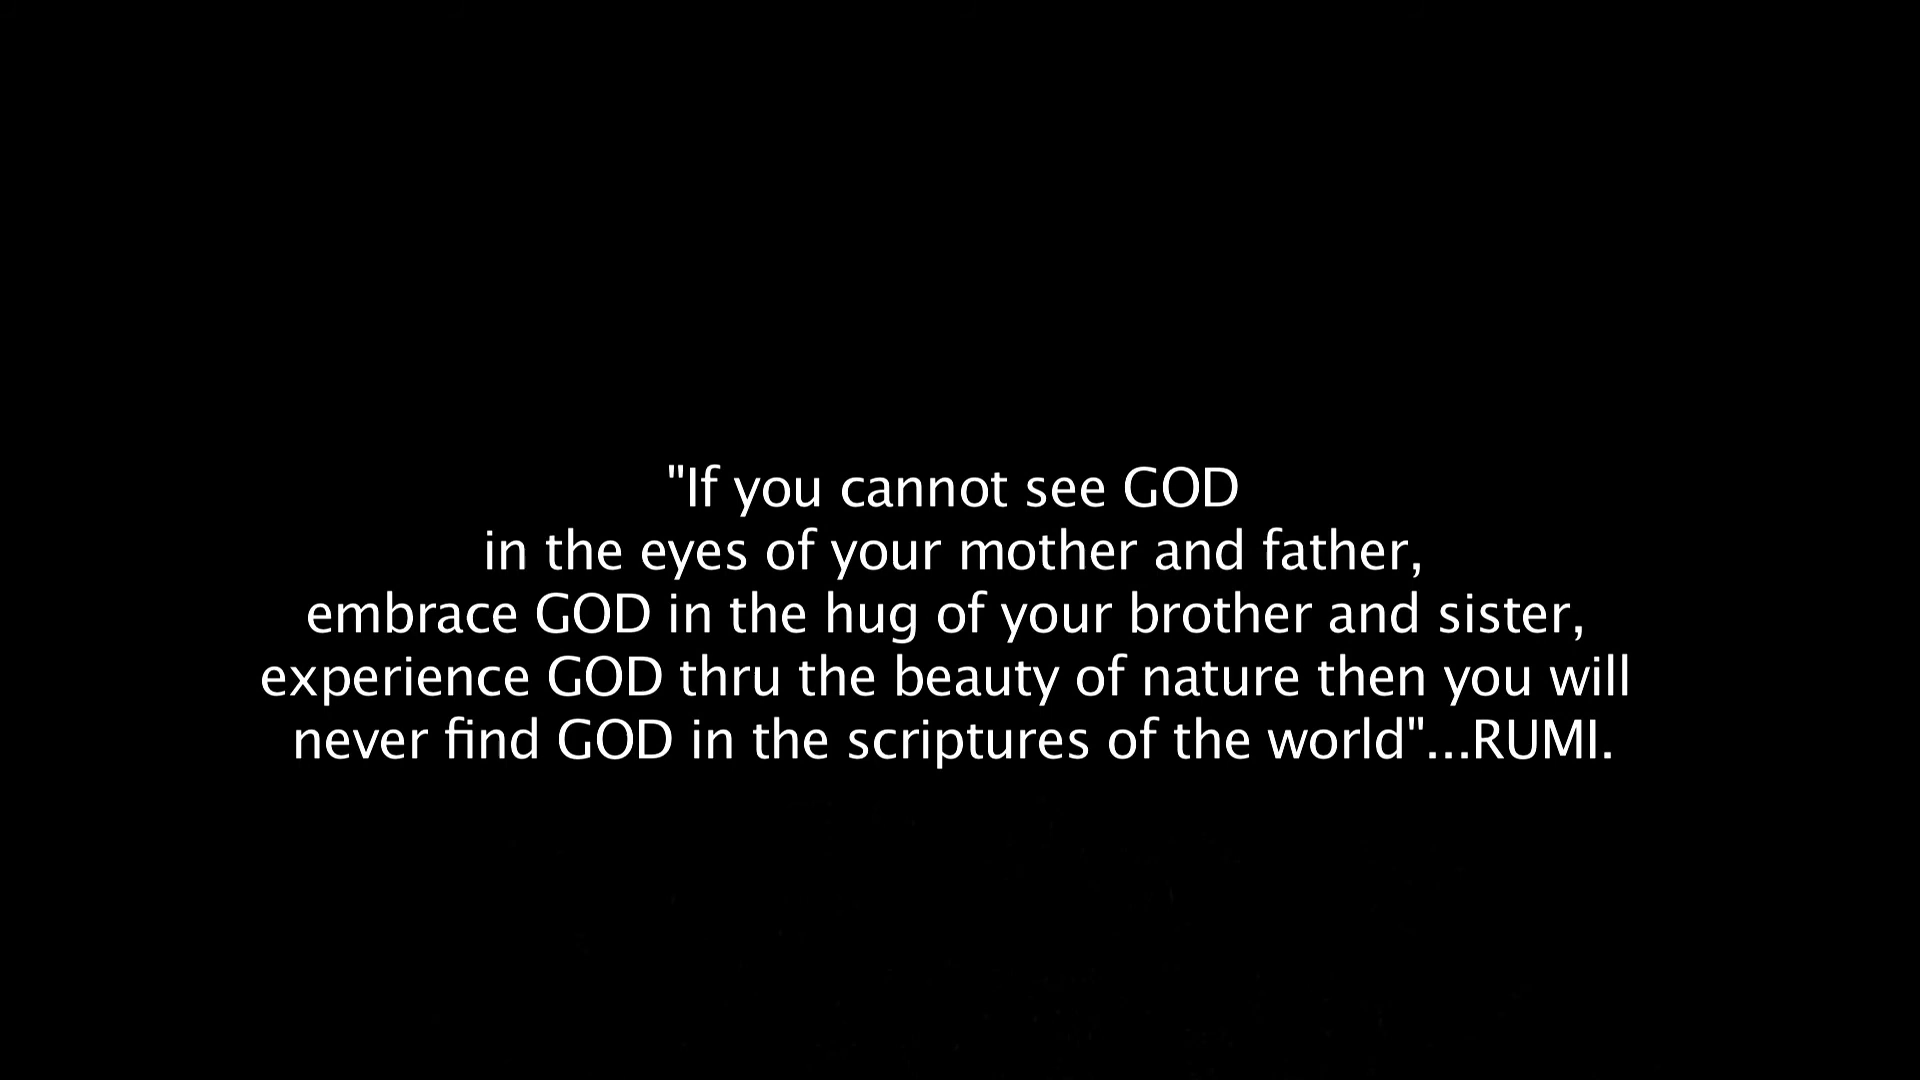 "If you cannot see GOD
in the eyes of your mother and father,
embrace GOD in the hug of your brother and sister,
experience GOD thru the beauty of nature then you will
never find GOD in the scriptures of the world"...RUMI.